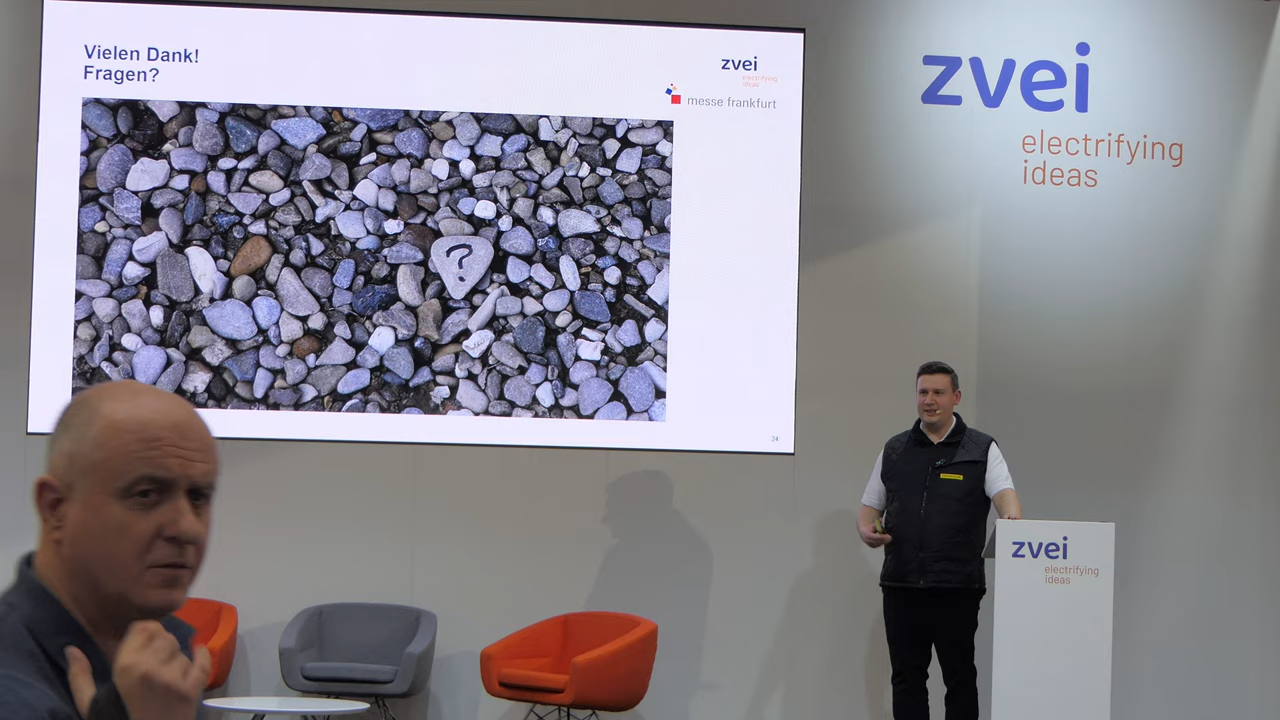 Vielen Dank!
Fragen?
zvei
electrifying
ideas
messe frankfurt
?
24
zvei
electrifying
ideas
zvei
electrifying
ideas